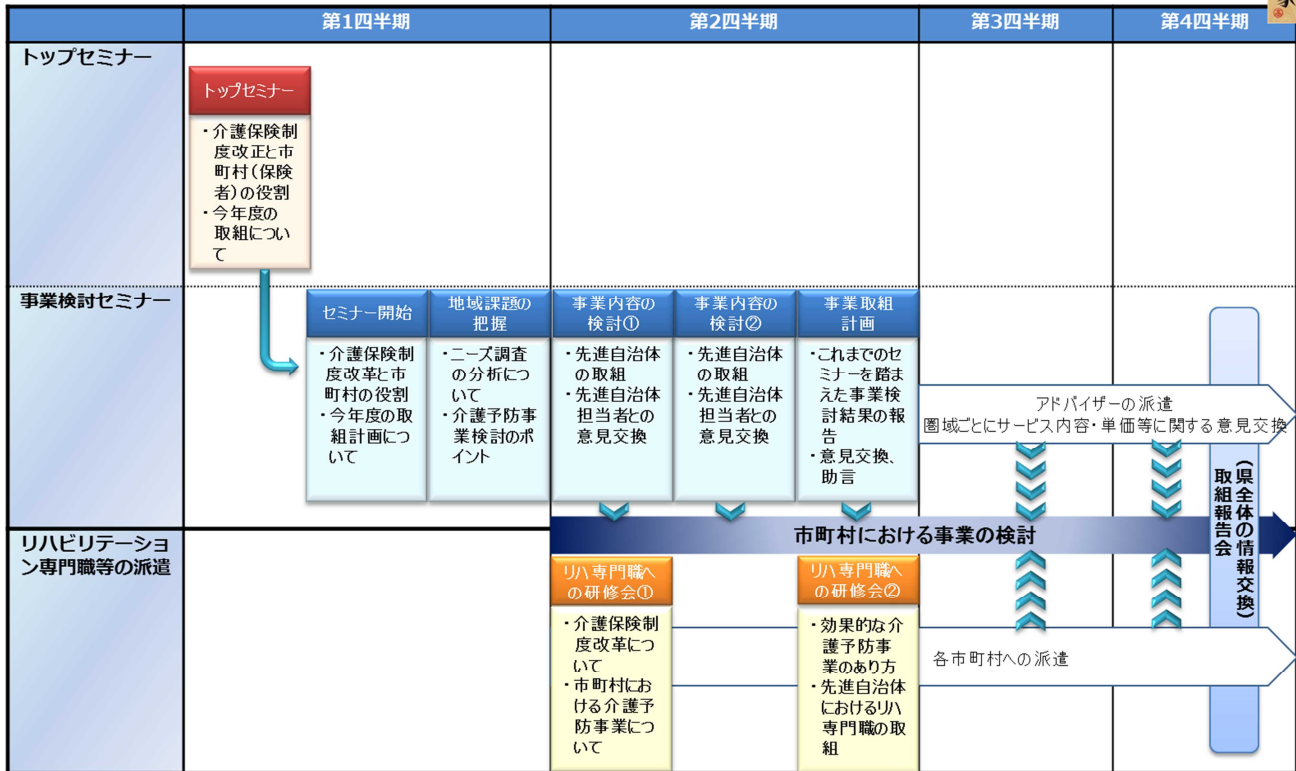 第1四半期
第2四半期
第3四半期
第4四半期
トップセミナー
トップセミナー
・介護保険制
度改正と市
町村(保険
者)の役割
・今年度の
取組につい
て
事業検討セミナー
セミナー開始
・介護保険制
度改革と市
町村の役割
・今年度の取
組計画につ
いて
地域課題の
把握
・ニーズ調査
の分析につ
いて
・介護予防事
業検討のポ
イント
事業内容の
検討①
・先進自治体
の取組
・先進自治体
担当者との
意見交換
事業内容の
検討②
・先進自治体
の取組
・先進自治体
担当者との
意見交換
事業取組
計画
・これまでのセ
ミナーを踏ま
えた事業検
討結果の報
告
・意見交換、
助言
アドバイザーの派遣
圏域ごとにサービス内容・単価等に関する意見交換
市町村における事業の検討
取組報告会
(県全体の情報交換)
リハビリテーショ
ン専門職等の派遣
リハ専門職へ
の研修会①
・介護保険制
度改革につ
いて
・市町村にお
ける介護予
防事業につ
いて
リハ専門職へ
の研修会②
・効果的な介
護予防事
業のあり方
・先進自治体
におけるリハ
専門職の取
組
各市町村への派遣